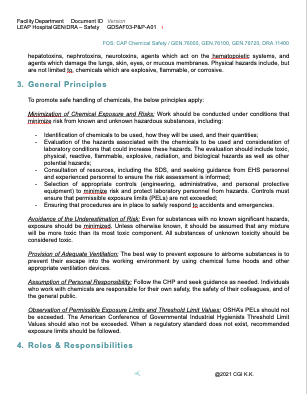 Facility Department Document ID Version
LEAP Hospital GEN/DRA – Safety GDSAF03-P&P-A01 1
FOS: CAP Chemical Safety / GEN.76000, GEN.76100, GEN.76720, DRA.11400
hepatotoxins, nephrotoxins, neurotoxins, agents which act on the hematopoietic systems, and
agents which damage the lungs, skin, eyes, or mucous membranes. Physical hazards include, but
are not limited to, chemicals which are explosive, flammable, or corrosive.
3. General Principles
To promote safe handling of chemicals, the below principles apply:
Minimization of Chemical Exposure and Risks: Work should be conducted under conditions that
minimize risk from known and unknown hazardous substances, including:
- Identification of chemicals to be used, how they will be used, and their quantities;
- Evaluation of the hazards associated with the chemicals to be used and consideration of
laboratory conditions that could increase these hazards. The evaluation should include toxic,
physical, reactive, flammable, explosive, radiation, and biological hazards as well as other
potential hazards;
- Consultation of resources, including the SDS, and seeking guidance from EHS personnel
and experienced personnel to ensure the risk assessment is informed;
- Selection of appropriate controls (engineering, administrative, and personal protective
equipment) to minimize risk and protect laboratory personnel from hazards. Controls must
ensure that permissible exposure limits (PELs) are not exceeded;
- Ensuring that procedures are in place to safely respond to accidents and emergencies.
Avoidance of the Underestimation of Risk: Even for substances with no known significant hazards,
exposure should be minimized. Unless otherwise known, it should be assumed that any mixture
will be more toxic than its most toxic component. All substances of unknown toxicity should be
considered toxic.
Provision of Adequate Ventilation: The best way to prevent exposure to airborne substances is to
prevent their escape into the working environment by using chemical fume hoods and other
appropriate ventilation devices.
Assumption of Personal Responsibility: Follow the CHP and seek guidance as needed. Individuals
who work with chemicals are responsible for their own safety, the safety of their colleagues, and of
the general public.
Observation of Permissible Exposure Limits and Threshold Limit Values: OSHA's PELs should not
be exceeded. The American Conference of Governmental Industrial Hygienists Threshold Limit
Values should also not be exceeded. When a regulatory standard does not exist, recommended
exposure limits should be followed.
4. Roles & Responsibilities
@2021 CGI K.K.